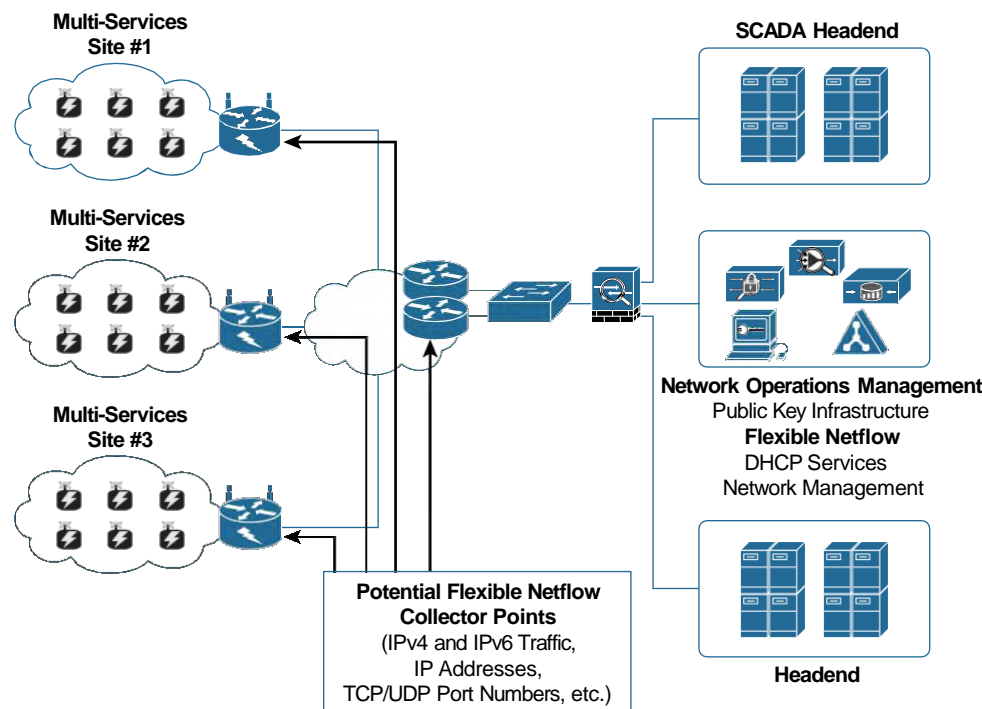 Multi-Services
Site #1
SCADA Headend
Multi-Services
Site #2
Network Operations Management
Public Key Infrastructure
Flexible Netflow
DHCP Services
Network Management
Multi-Services
Site #3
Potential Flexible Netflow
Collector Points
(IPv4 and IPv6 Traffic,
IP Addresses,
TCP/UDP Port Numbers, etc.)
Headend